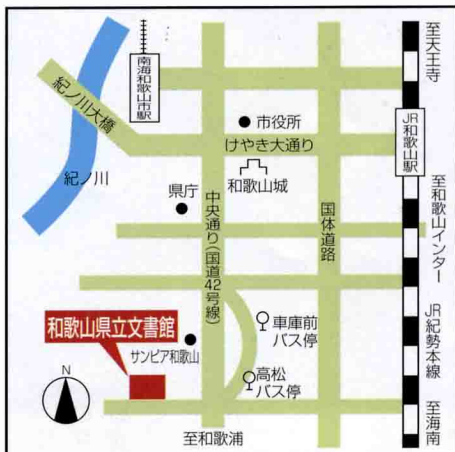 至天王寺
南海和歌山市駅
紀ノ川大橋
市役所
けやき大通り
JR和歌山駅
紀ノ川
和歌山城
県庁
至和歌山インター
中央通り(国道42号線)
国体道路
車庫前
バス停
JR紀勢本線
和歌山県立文書館
サンピア和歌山
高松
バス停
N
至和歌浦
至海南